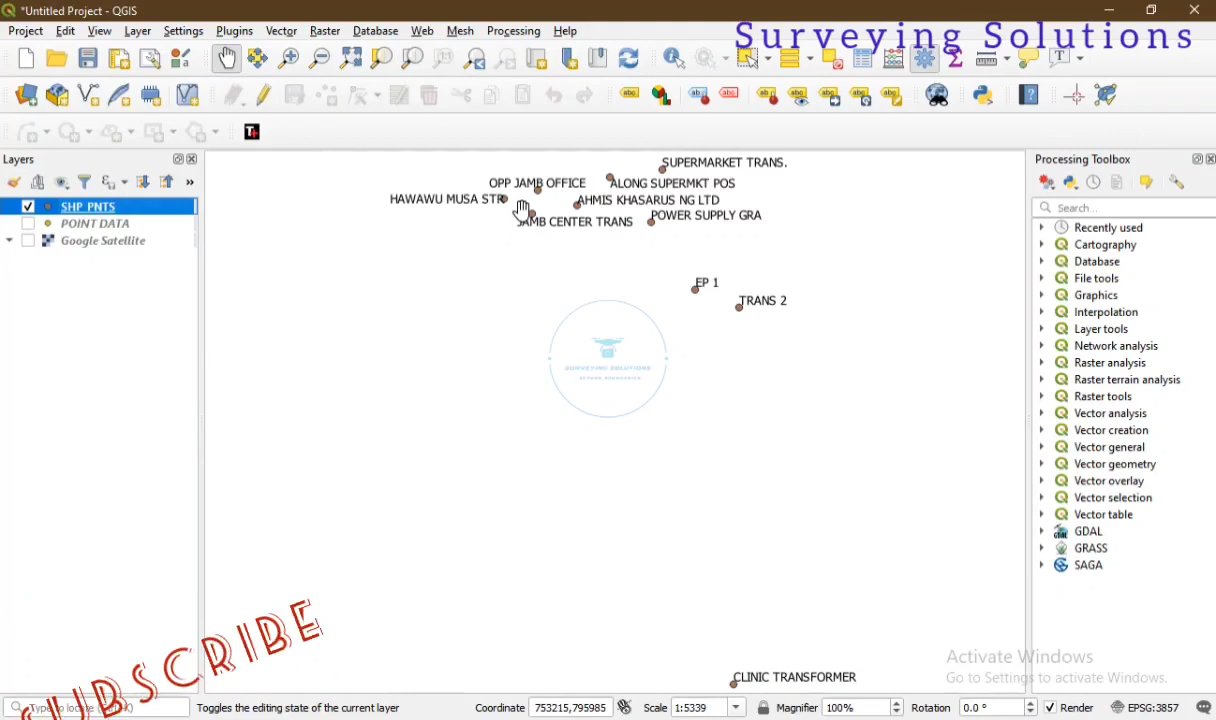 *Untitled Project - QGIS
Project Edit View Layer Settings Plugins Vector Raster Database Web Mesh Processing Help
Surveying Solutions
Layers
SHP PNTS
POINT DATA
Google Satellite
SUPERMARKET TRANS.
OPP JAMB OFFICE
ALONG SUPERMKT POS
HAWAWU MUSA STR
AHMIS KHASARUS NG LTD
JAMB CENTER TRANS
POWER SUPPLY GRA
EP 1
TRANS 2
SURVEYING SOLUTIONS
CLINIC TRANSFORMER
Processing Toolbox
Search...
Recently used
Cartography
Database
File tools
Graphics
Interpolation
Layer tools
Network analysis
Raster analysis
Raster terrain analysis
Raster tools
Vector analysis
Vector creation
Vector general
Vector geometry
Vector overlay
Vector selection
Vector table
GDAL
GRASS
SAGA
Activate Windows
Go to Settings to activate Windows.
SUBSCRIBE
Type to locate (Ctrl+K)
Toggles the editing state of the current layer
Coordinate 753215,795985
Scale 1:5339
Magnifier 100%
Rotation 0.0 °
Render
EPSG:3857